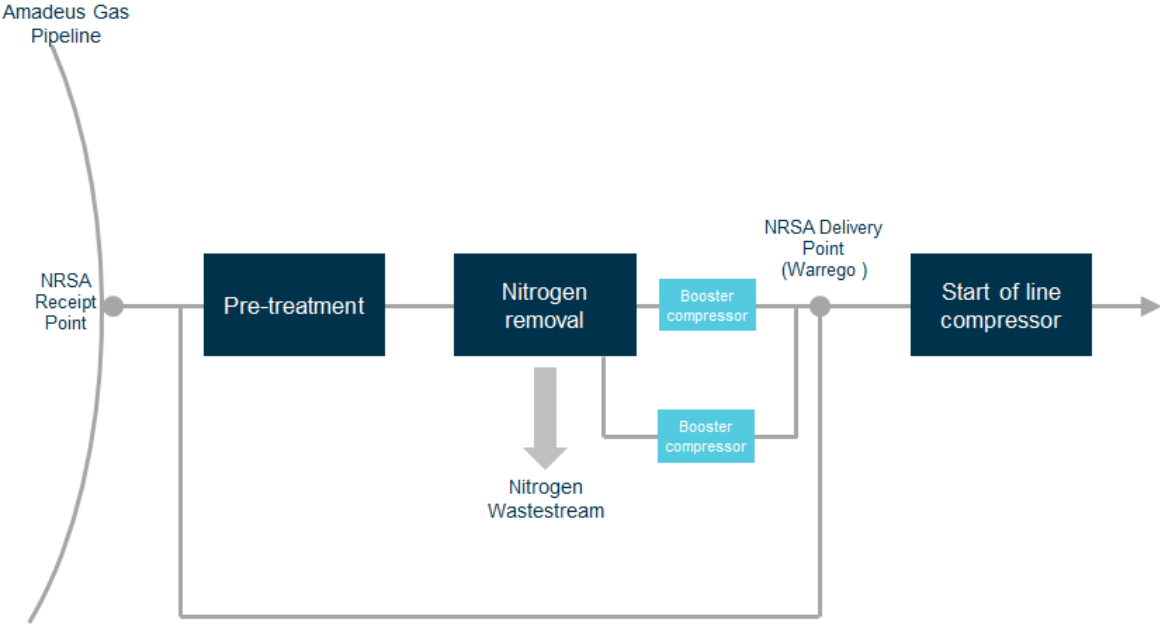 Amadeus Gas
Pipeline
NRSA
Receipt
Point
Pre-treatment
Nitrogen
removal
Booster
compressor
NRSA Delivery
Point
(Warrego )
Start of line
compressor
Booster
compressor
Nitrogen
Wastestream